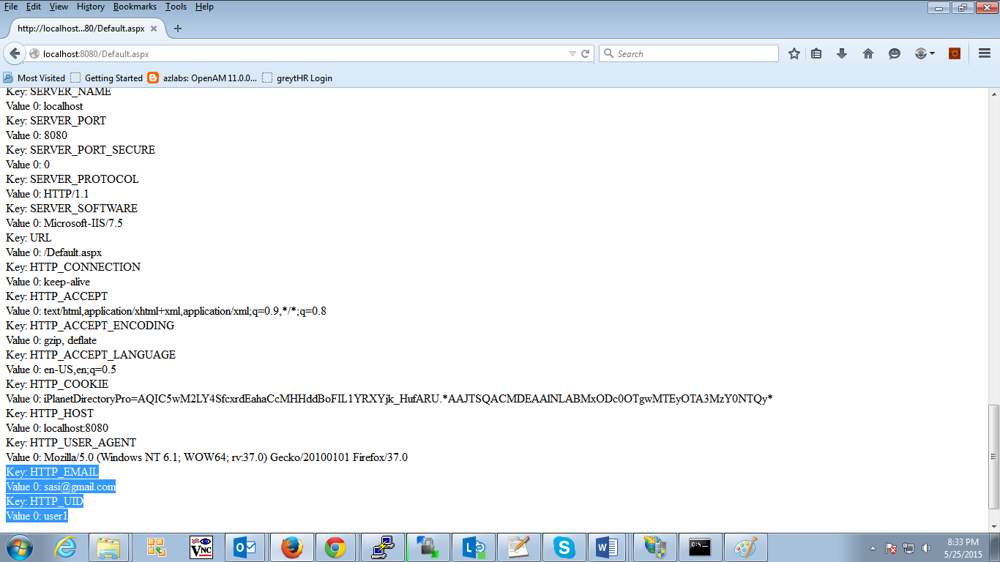 File Edit View History Bookmarks Tools Help
http://localhost...80/Default.aspx
localhost:8080/Default.aspx
Search
Most Visited Getting Started azlabs: OpenAM 11.0.0... greytHR Login
Key: SERVER_NAME
Value 0: localhost
Key: SERVER_PORT
Value 0: 8080
Key: SERVER_PORT_SECURE
Value 0: 0
Key: SERVER_PROTOCOL
Value 0: HTTP/1.1
Key: SERVER_SOFTWARE
Value 0: Microsoft-IIS/7.5
Key: URL
Value 0: /Default.aspx
Key: HTTP_CONNECTION
Value 0: keep-alive
Key: HTTP_ACCEPT
Value 0: text/html,application/xhtml+xml,application/xml;q=0.9,*/*;q=0.8
Key: HTTP_ACCEPT_ENCODING
Value 0: gzip, deflate
Key: HTTP_ACCEPT_LANGUAGE
Value 0: en-US,en;q=0.5
Key: HTTP_COOKIE
Value 0: iPlanetDirectoryPro=AQIC5wM2LY4SfcxrdEahaCcMHHddBoFIL1YRXYjk_HufARU.*AAJTSQACMDEAAlNLABMxODc0OTgwMTEyOTA3MzY0NTQy*
Key: HTTP_HOST
Value 0: localhost:8080
Key: HTTP_USER_AGENT
Value 0: Mozilla/5.0 (Windows NT 6.1; WOW64; rv:37.0) Gecko/20100101 Firefox/37.0
Key: HTTP_EMAIL
Value 0: sasi@gmail.com
Key: HTTP_UID
Value 0: user1
VNC
8:33 PM
5/25/2015